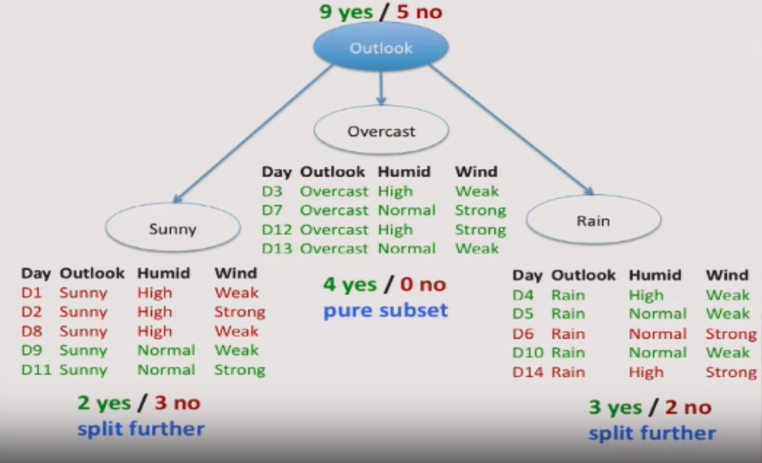 9 yes / 5 no
Outlook
Overcast
Day Outlook Humid Wind
D3 Overcast High Weak
D7 Overcast Normal Strong
D12 Overcast High Strong
D13 Overcast Normal Weak
4 yes / 0 no
pure subset
Sunny
Day Outlook Humid Wind
D1 Sunny High Weak
D2 Sunny High Strong
D8 Sunny High Weak
D9 Sunny Normal Weak
D11 Sunny Normal Strong
2 yes / 3 no
split further
Rain
Day Outlook Humid Wind
D4 Rain High Weak
D5 Rain Normal Weak
D6 Rain Normal Strong
D10 Rain Normal Weak
D14 Rain High Strong
3 yes / 2 no
split further